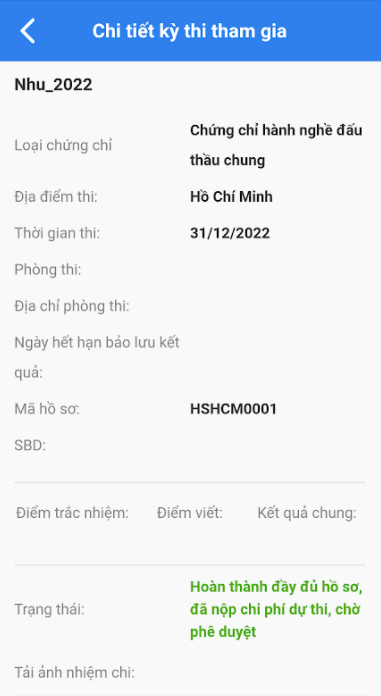 Chi tiết kỳ thi tham gia
Nhu_2022
Loại chứng chỉ
Chứng chỉ hành nghề đấu
thầu chung
Địa điểm thi:
Hồ Chí Minh
Thời gian thi:
31/12/2022
Phòng thi:
Địa chỉ phòng thi:
Ngày hết hạn bảo lưu kết
quả:
Mã hồ sơ:
HSHCM0001
SBD:
Điểm trắc nhiệm:
Điểm viết:
Kết quả chung:
Trạng thái:
Hoàn thành đầy đủ hồ sơ,
đã nộp chi phí dự thi, chờ
phê duyệt
Tải ảnh nhiệm chi: